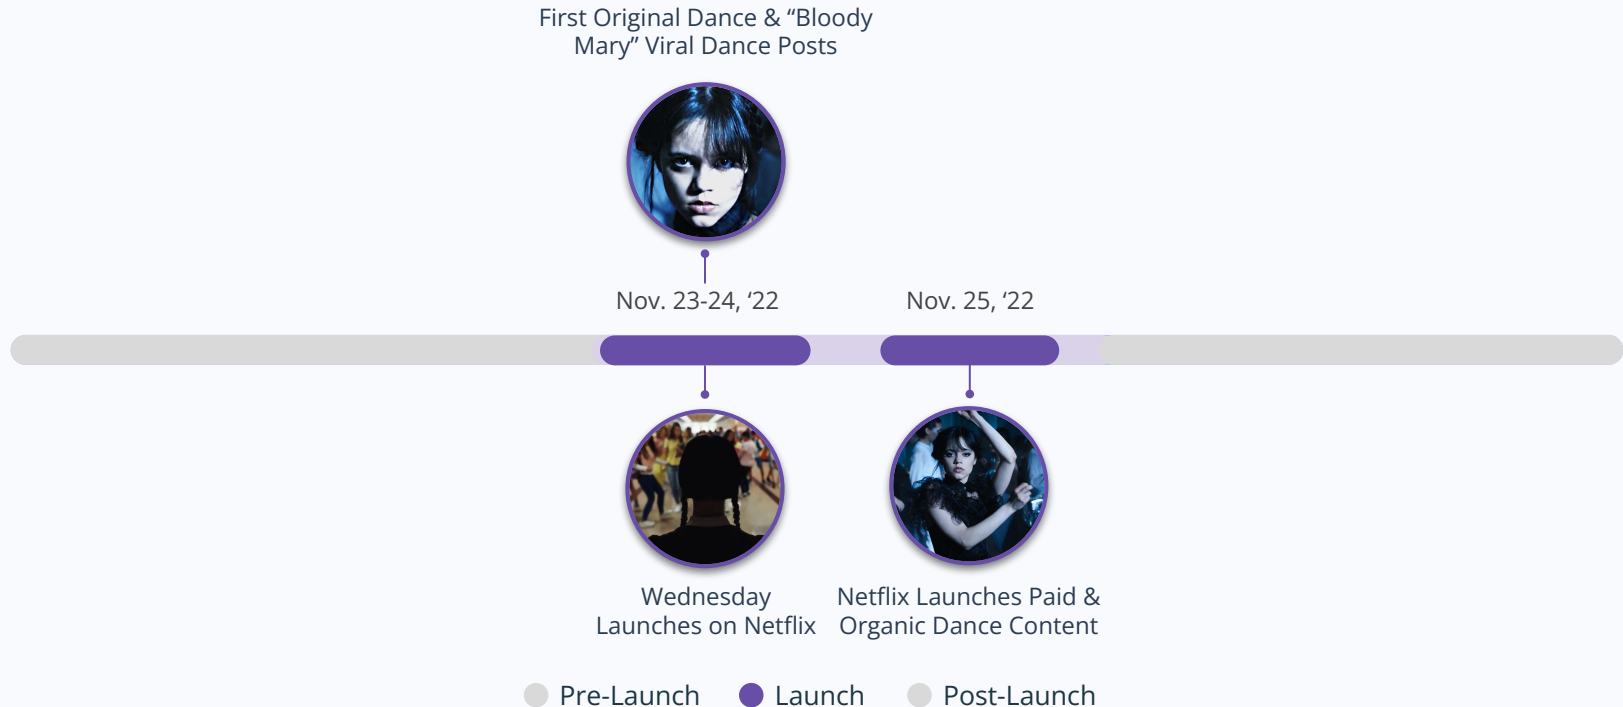 First Original Dance & “Bloody
Mary” Viral Dance Posts
Nov. 23-24, ‘22
Nov. 25, ‘22
Wednesday
Launches on Netflix
Netflix Launches Paid &
Organic Dance Content
Pre-Launch
Launch
Post-Launch